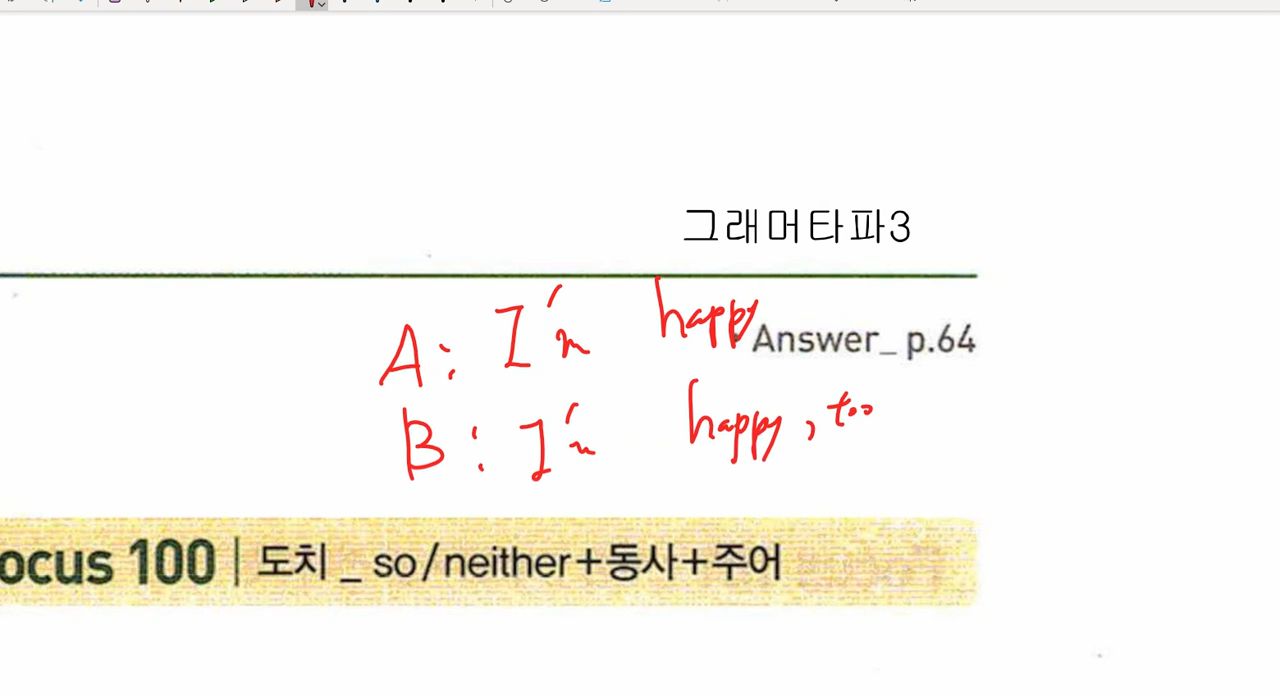 그래머타파3
A: I'm happy
Answer_ p.64
B: I'm happy, too
ocus 100 | 도치 _ so/neither+동사+주어